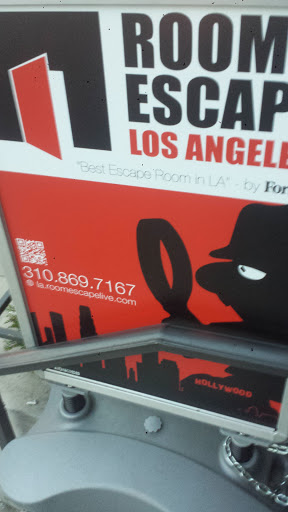 ROOM
ESCAP
LOS ANGELE
"Best Escape Room in LA" - by For
310.869.7167
la.roomescapelive.com
HOLLYWOOD